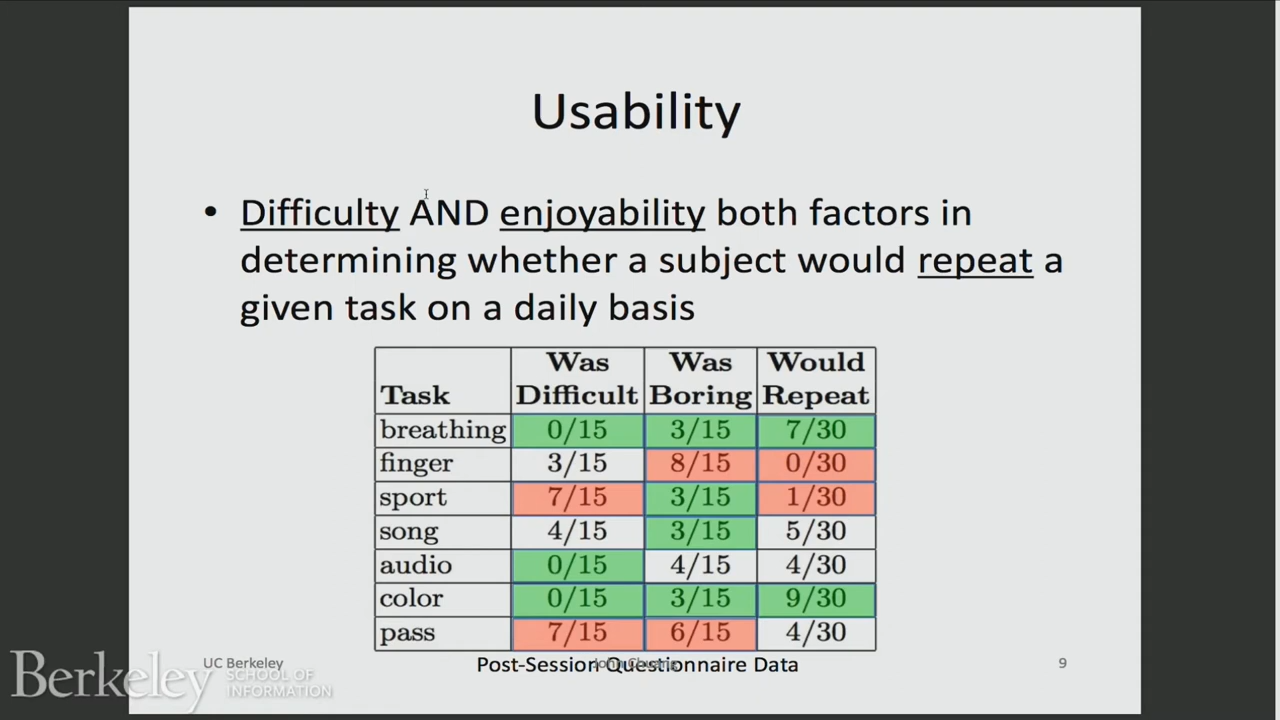 Usability
• Difficulty AND enjoyability both factors in
determining whether a subject would repeat a
given task on a daily basis
Task Was Difficult Was Boring Would Repeat
breathing 0/15 3/15 7/30
finger 3/15 8/15 0/30
sport 7/15 3/15 1/30
song 4/15 3/15 5/30
audio 0/15 4/15 4/30
color 0/15 3/15 9/30
pass 7/15 6/15 4/30
UC Berkeley
John Chuang
Post-Session Questionnaire Data
9
Berkeley SCHOOL OF
INFORMATION